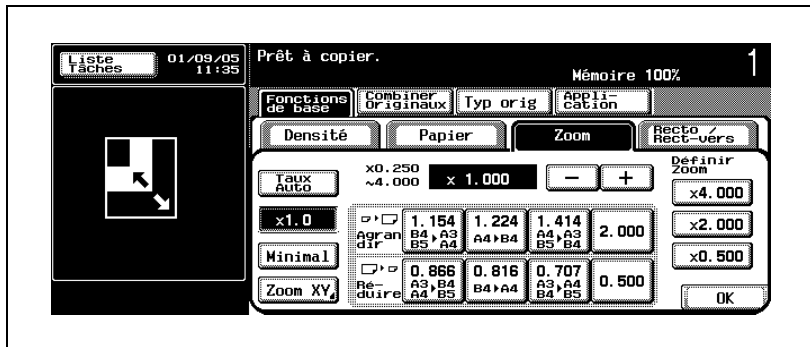 Liste
Tâches
01/09/05
11:35
Prêt à copier.
Mémoire 100%
1
Fonctions
de base
Combiner
Originaux
Typ orig
Appli-
cation
Densité
Papier
Zoom
Recto /
Rect-vers
Taux
Auto
x0.250
~4.000
x 1.000
−
+
Définir
Zoom
x4.000
x1.0
Agran
dir
1.154
B4▸A3
B5▸A4
1.224
A4▸B4
1.414
A4▸A3
B5▸B4
2.000
x2.000
Minimal
x0.500
Zoom XY
Ré-
duire
0.866
A3▸B4
A4▸B5
0.816
B4▸A4
0.707
A3▸A4
B4▸B5
0.500
OK